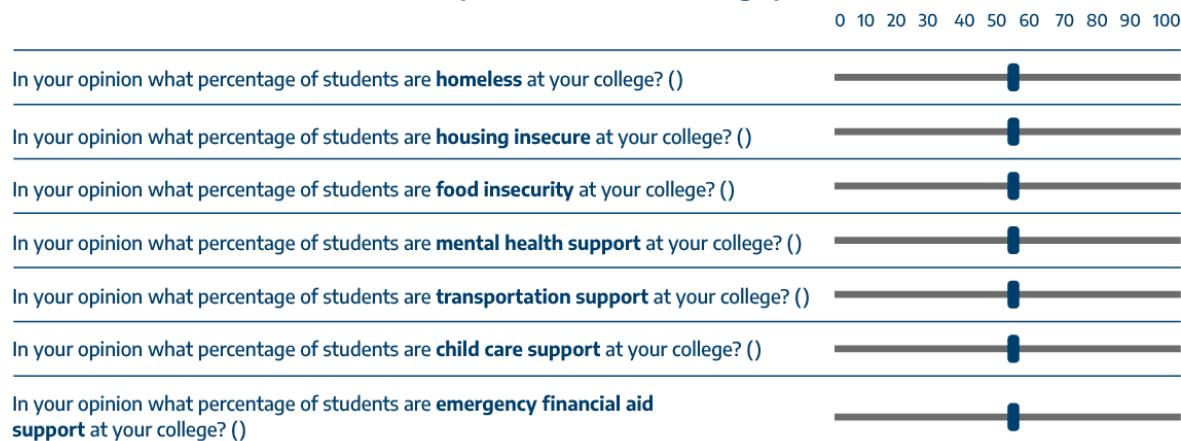 0 10 20 30 40 50 60 70 80 90 100
In your opinion what percentage of students are homeless at your college? ()
In your opinion what percentage of students are housing insecure at your college? ()
In your opinion what percentage of students are food insecurity at your college? ()
In your opinion what percentage of students are mental health support at your college? ()
In your opinion what percentage of students are transportation support at your college? ()
In your opinion what percentage of students are child care support at your college? ()
In your opinion what percentage of students are emergency financial aid
support at your college? ()